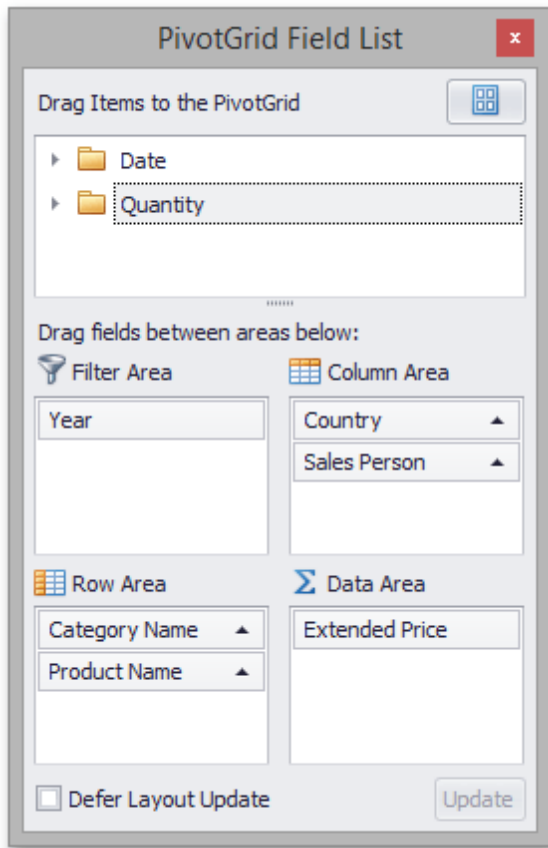 PivotGrid Field List
x
Drag Items to the PivotGrid
Date
Quantity
Drag fields between areas below:
Filter Area
Column Area
Year
Country
Sales Person
Row Area
Data Area
Category Name
Extended Price
Product Name
Defer Layout Update
Update